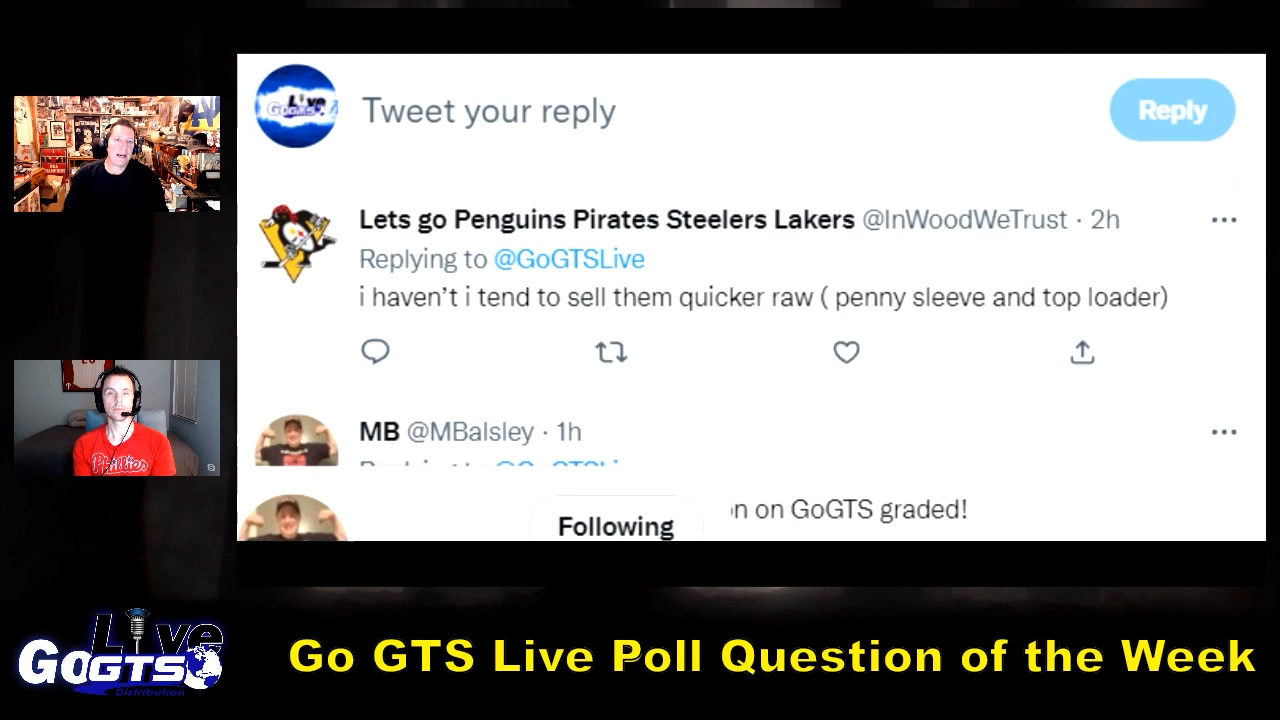 Tweet your reply
Reply
Lets go Penguins Pirates Steelers Lakers @InWoodWeTrust · 2h
Replying to @GoGTSLive
i haven’t i tend to sell them quicker raw ( penny sleeve and top loader)
MB @MBalsley · 1h
on GoGTS graded!
Following
Phillies
Live
GoGTS
Distribution
Go GTS Live Poll Question of the Week